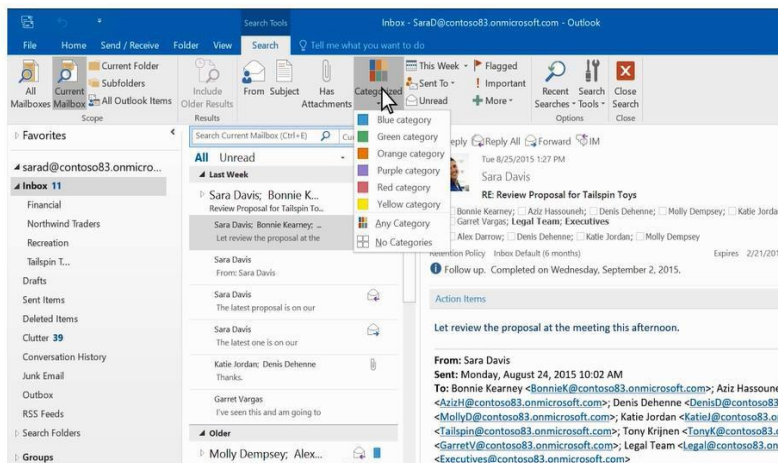 Search Tools
Inbox - SaraD@contoso83.onmicrosoft.com - Outlook
File Home Send / Receive Folder View Search Tell me what you want to do
All Mailboxes
Current Mailbox
Current Folder
Subfolders
All Outlook Items
Scope
Include Older Results
Results
From
Subject
Has Attachments
Categorized
This Week
Sent To
Unread
Flagged
Important
More
Recent Searches
Search Tools
Options
Close Search
Close
Blue category
Green category
Orange category
Purple category
Red category
Yellow category
Any Category
No Categories
Favorites
sarad@contoso83.onmicro...
Inbox 11
Financial
Northwind Traders
Recreation
Tailspin T...
Drafts
Sent Items
Deleted Items
Clutter 39
Conversation History
Junk Email
Outbox
RSS Feeds
Search Folders
Groups
Search Current Mailbox (Ctrl+E)
All Unread
Last Week
Sara Davis; Bonnie K...
Review Proposal for Tailspin To...
Sara Davis; Bonnie Kearney; ...
Let review the proposal at the
Sara Davis
From: Sara Davis
Sara Davis
The latest proposal is on our
Sara Davis
The latest one is on our
Katie Jordan; Denis Dehenne
Thanks.
Garret Vargas
I've seen this and am going to
Older
Molly Dempsey; Alex...
eply Reply All Forward IM
Tue 8/25/2015 1:27 PM
Sara Davis
RE: Review Proposal for Tailspin Toys
Bonnie Kearney; Aziz Hassouneh; Denis Dehenne; Molly Dempsey; Katie Jorda
Garret Vargas; Legal Team; Executives
Alex Darrow; Denis Dehenne; Katie Jordan; Molly Dempsey
Retention Policy Inbox Default (6 months) Expires 2/21/201
Follow up. Completed on Wednesday, September 2, 2015.
Action Items
Let review the proposal at the meeting this afternoon.
From: Sara Davis
Sent: Monday, August 24, 2015 10:02 AM
To: Bonnie Kearney <BonnieK@contoso83.onmicrosoft.com>; Aziz Hassoune
<AzizH@contoso83.onmicrosoft.com>; Denis Dehenne <DenisD@contoso83
<MollyD@contoso83.onmicrosoft.com>; Katie Jordan <KatieJ@contoso83.o
<Tailspin@contoso83.onmicrosoft.com>; Tony Krijnen <TonyK@contoso83.
<GarretV@contoso83.onmicrosoft.com>; Legal Team <Legal@contoso83.on
<Executives@contoso83.onmicrosoft.com>